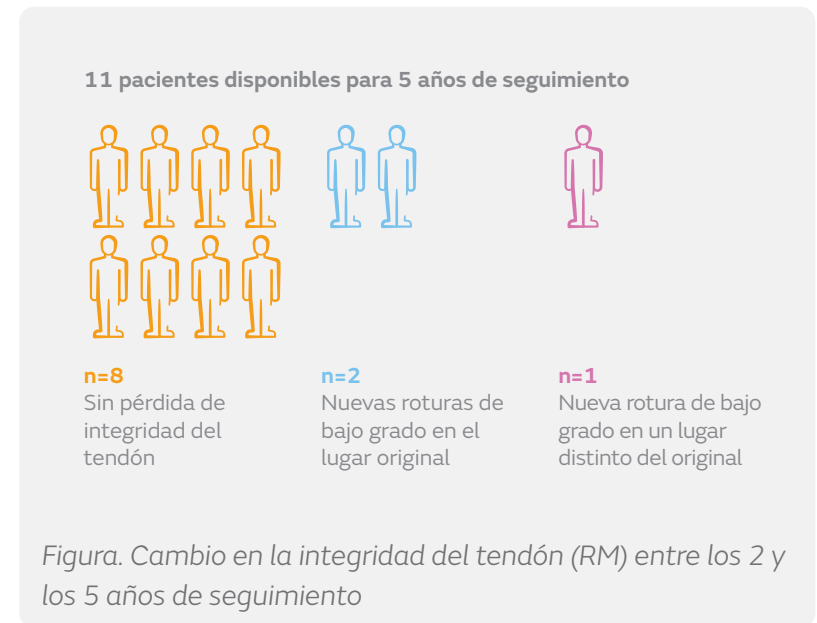 11 pacientes disponibles para 5 años de seguimiento
n=8
Sin pérdida de
integridad del
tendón
n=2
Nuevas roturas de
bajo grado en el
lugar original
n=1
Nueva rotura de bajo
grado en un lugar
distinto del original
Figura. Cambio en la integridad del tendón (RM) entre los 2 y
los 5 años de seguimiento